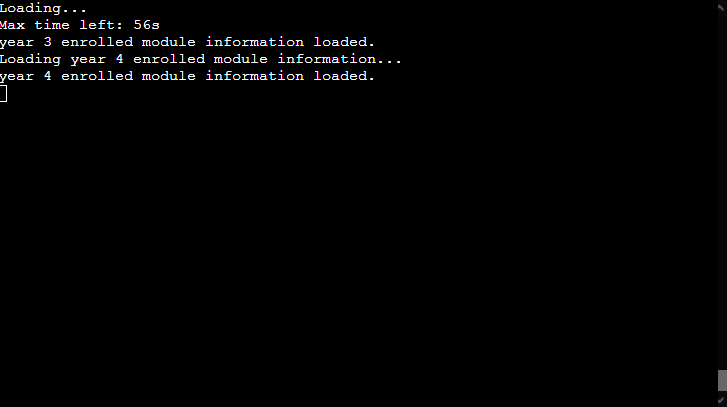 Loading...
Max time left: 56s
year 3 enrolled module information loaded.
Loading year 4 enrolled module information...
year 4 enrolled module information loaded.